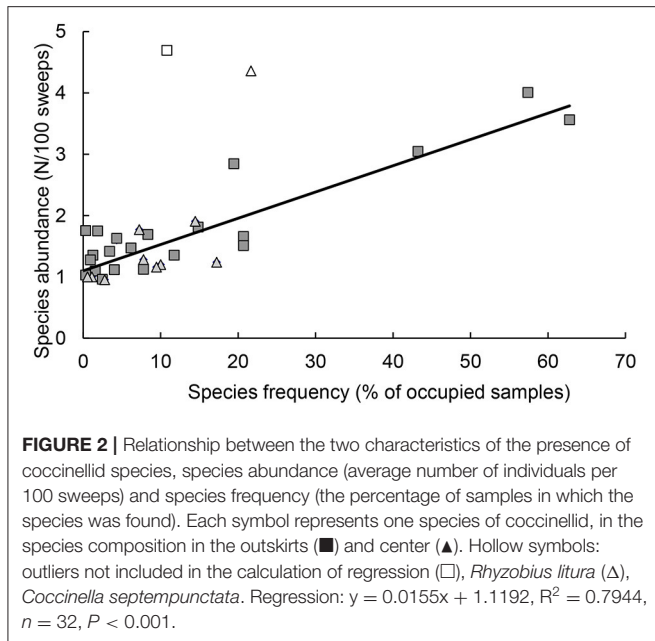 5
4
3
2
1
0
Species abundance (N/100 sweeps)
0 10 20 30 40 50 60 70
Species frequency (% of occupied samples)
FIGURE 2 | Relationship between the two characteristics of the presence of
coccinellid species, species abundance (average number of individuals per
100 sweeps) and species frequency (the percentage of samples in which the
species was found). Each symbol represents one species of coccinellid, in the
species composition in the outskirts (■) and center (▲). Hollow symbols:
outliers not included in the calculation of regression (□), Rhyzobius litura (Δ),
Coccinella septempunctata. Regression: y = 0.0155x + 1.1192, R² = 0.7944,
n = 32, P < 0.001.